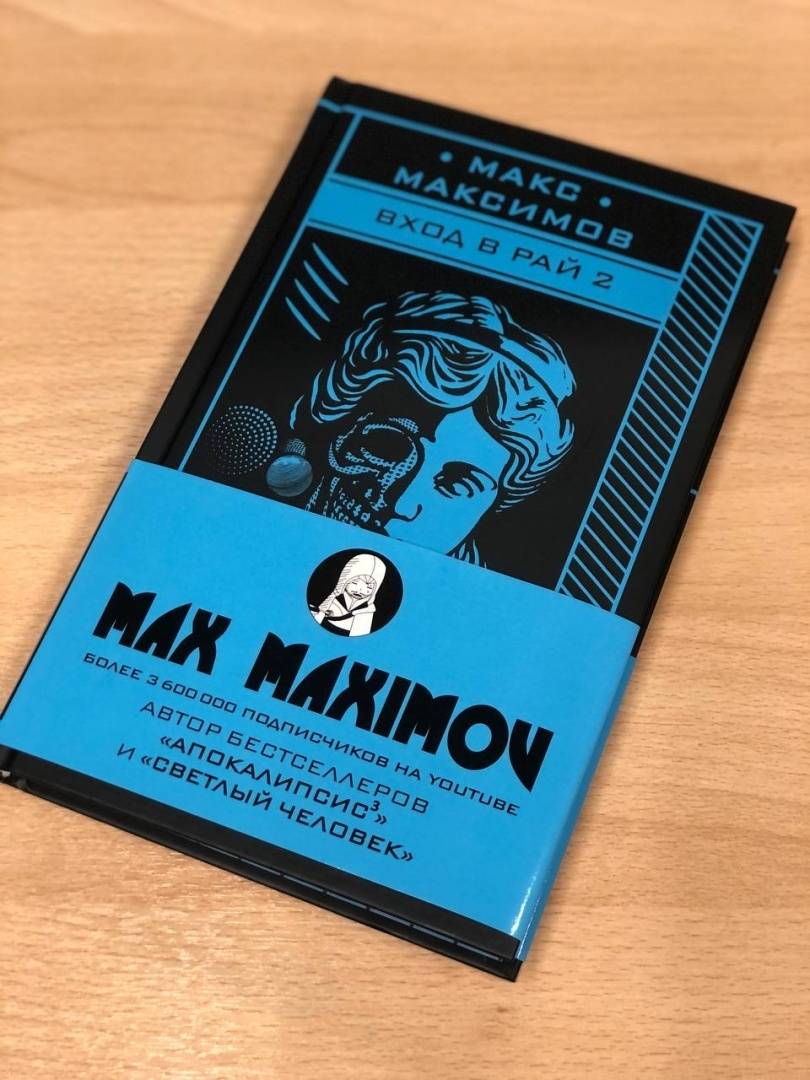 • МАКС •
МАКСИМОВ
ВХОД В РАЙ 2
MAX MAXIMOV
БОЛЕЕ 3 600 000 ПОДПИСЧИКОВ НА YOUTUBE
АВТОР БЕСТСЕЛЛЕРОВ
«АПОКАЛИПСИС³»
И «СВЕТЛЫЙ ЧЕЛОВЕК»